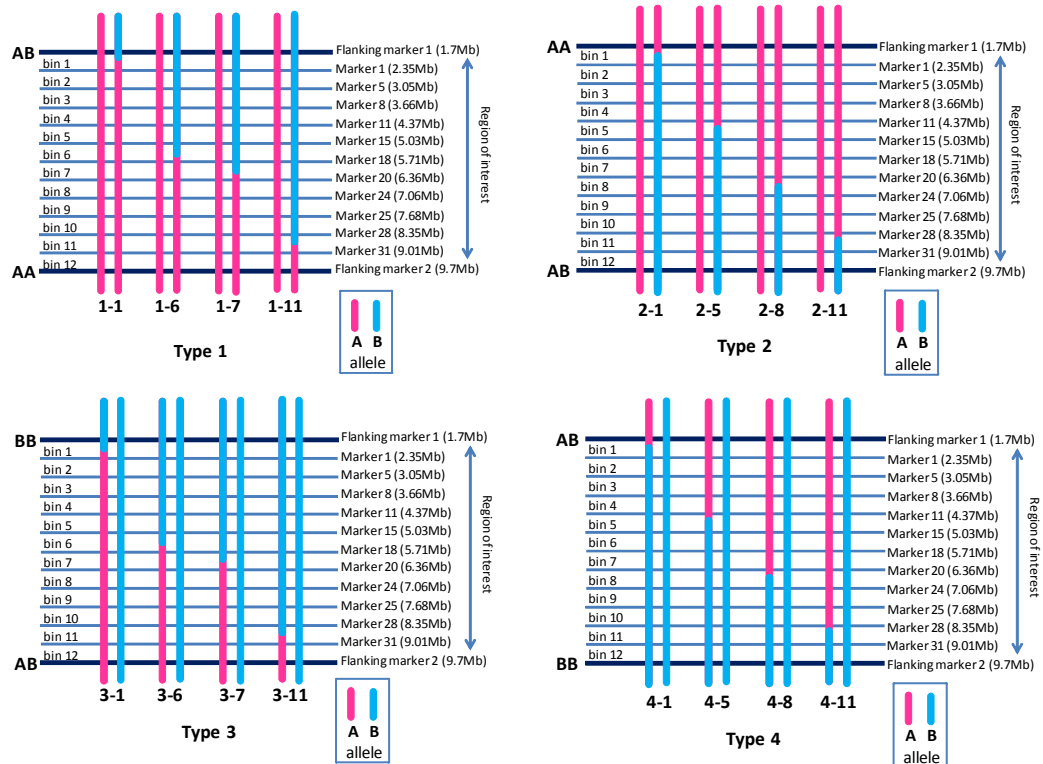 AB
Flanking marker 1 (1.7Mb)
bin 1
Marker 1 (2.35Mb)
bin 2
Marker 5 (3.05Mb)
bin 3
Marker 8 (3.66Mb)
bin 4
Marker 11 (4.37Mb)
bin 5
Marker 15 (5.03Mb)
bin 6
Marker 18 (5.71Mb)
bin 7
Marker 20 (6.36Mb)
bin 8
Marker 24 (7.06Mb)
bin 9
Marker 25 (7.68Mb)
bin 10
Marker 28 (8.35Mb)
bin 11
Marker 31 (9.01Mb)
bin 12
AA
Flanking marker 2 (9.7Mb)
Region of interest
1-1 1-6 1-7 1-11
A B
allele
Type 1
AA
Flanking marker 1 (1.7Mb)
bin 1
Marker 1 (2.35Mb)
bin 2
Marker 5 (3.05Mb)
bin 3
Marker 8 (3.66Mb)
bin 4
Marker 11 (4.37Mb)
bin 5
Marker 15 (5.03Mb)
bin 6
Marker 18 (5.71Mb)
bin 7
Marker 20 (6.36Mb)
bin 8
Marker 24 (7.06Mb)
bin 9
Marker 25 (7.68Mb)
bin 10
Marker 28 (8.35Mb)
bin 11
Marker 31 (9.01Mb)
bin 12
AB
Flanking marker 2 (9.7Mb)
Region of interest
2-1 2-5 2-8 2-11
A B
allele
Type 2
BB
Flanking marker 1 (1.7Mb)
bin 1
Marker 1 (2.35Mb)
bin 2
Marker 5 (3.05Mb)
bin 3
Marker 8 (3.66Mb)
bin 4
Marker 11 (4.37Mb)
bin 5
Marker 15 (5.03Mb)
bin 6
Marker 18 (5.71Mb)
bin 7
Marker 20 (6.36Mb)
bin 8
Marker 24 (7.06Mb)
bin 9
Marker 25 (7.68Mb)
bin 10
Marker 28 (8.35Mb)
bin 11
Marker 31 (9.01Mb)
bin 12
AB
Flanking marker 2 (9.7Mb)
Region of interest
3-1 3-6 3-7 3-11
A B
allele
Type 3
AB
Flanking marker 1 (1.7Mb)
bin 1
Marker 1 (2.35Mb)
bin 2
Marker 5 (3.05Mb)
bin 3
Marker 8 (3.66Mb)
bin 4
Marker 11 (4.37Mb)
bin 5
Marker 15 (5.03Mb)
bin 6
Marker 18 (5.71Mb)
bin 7
Marker 20 (6.36Mb)
bin 8
Marker 24 (7.06Mb)
bin 9
Marker 25 (7.68Mb)
bin 10
Marker 28 (8.35Mb)
bin 11
Marker 31 (9.01Mb)
bin 12
BB
Flanking marker 2 (9.7Mb)
Region of interest
4-1 4-5 4-8 4-11
A B
allele
Type 4